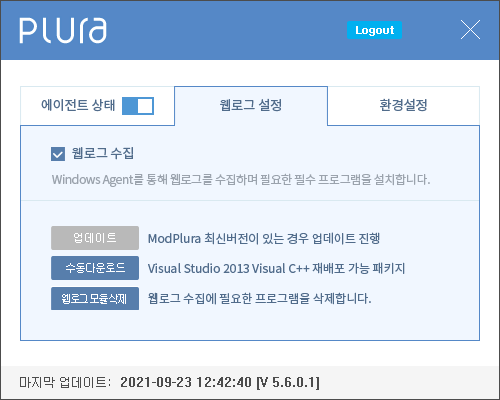 PLURA
Logout
에이전트 상태
웹로그 설정
환경설정
웹로그 수집
Windows Agent를 통해 웹로그를 수집하며 필요한 필수 프로그램을 설치합니다.
업데이트
ModPlura 최신버전이 있는 경우 업데이트 진행
수동다운로드
Visual Studio 2013 Visual C++ 재배포 가능 패키지
웹로그 모듈삭제
웹로그 수집에 필요한 프로그램을 삭제합니다.
마지막 업데이트: 2021-09-23 12:42:40 [V 5.6.0.1]